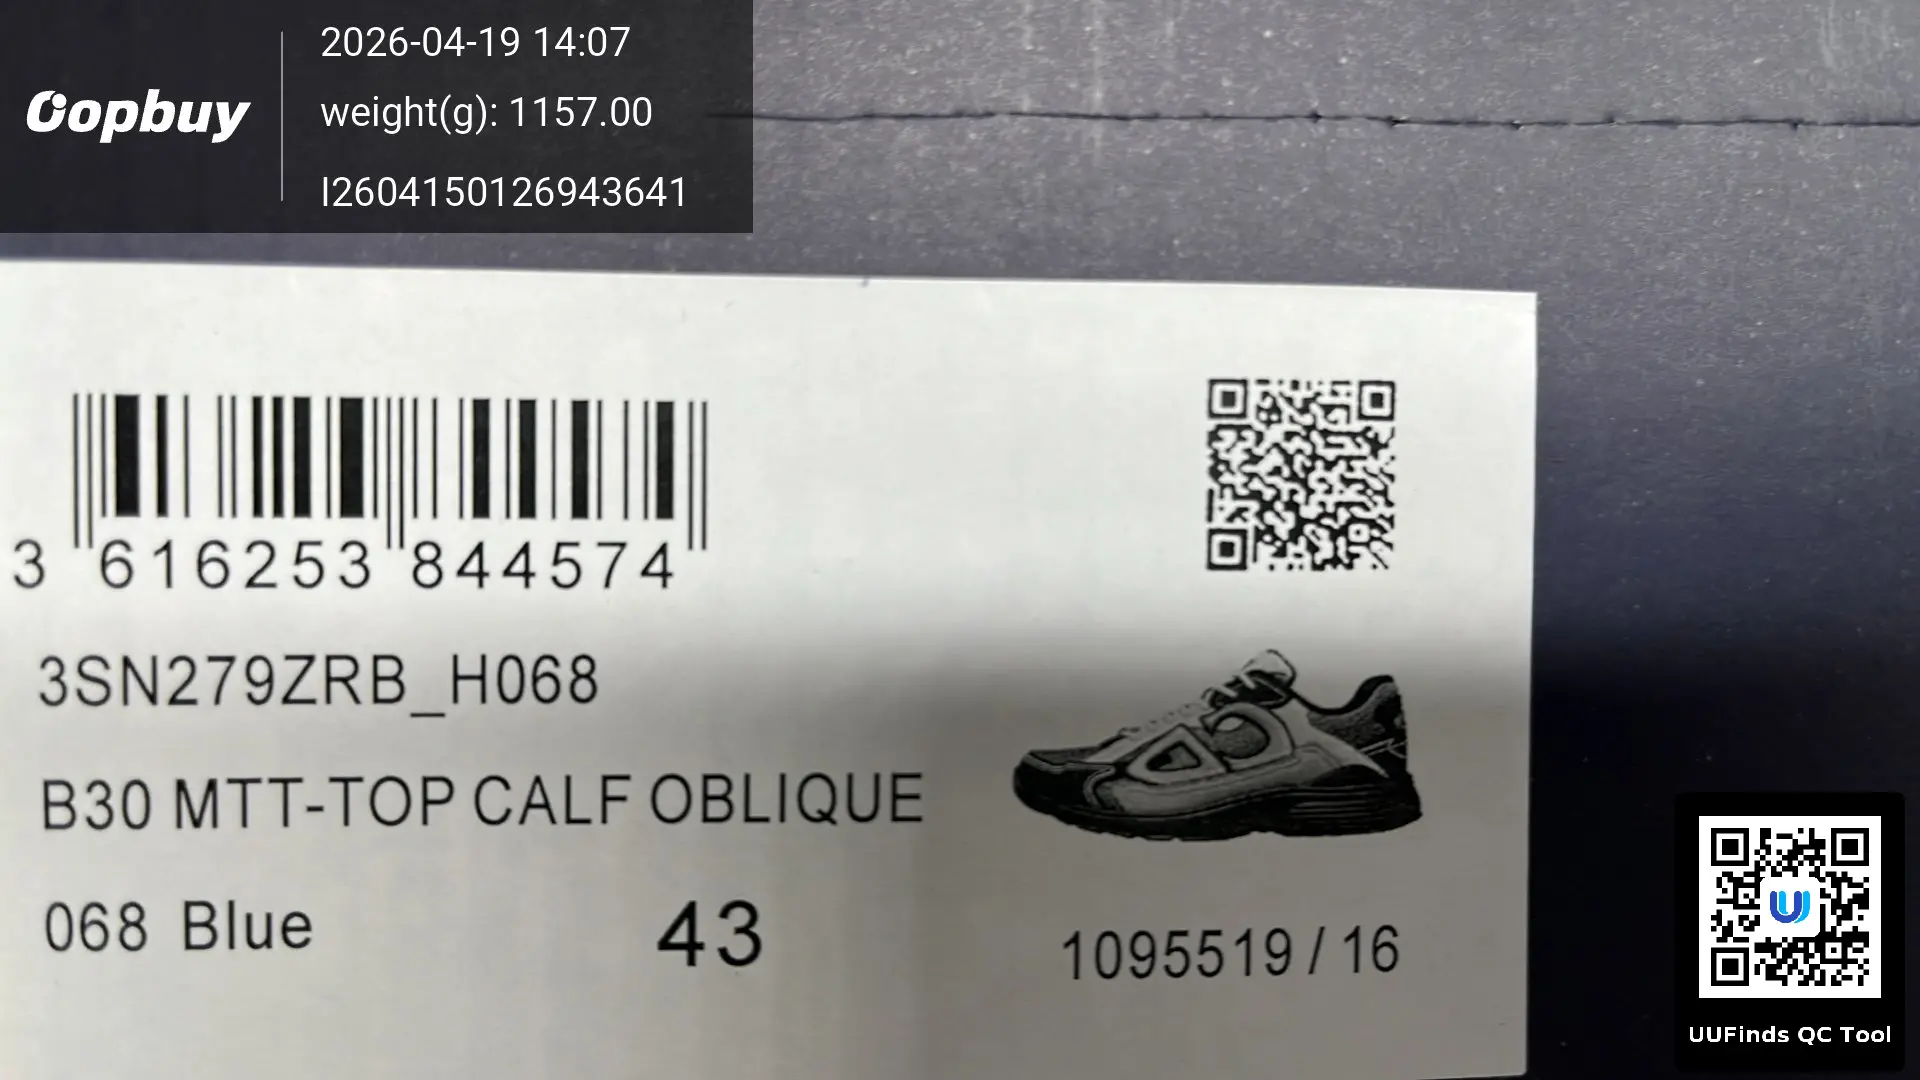 Oopbuy
2026-04-19 14:07
weight(g): 1157.00
I2604150126943641
3 616253 844574
3SN279ZRB_H068
B30 MTT-TOP CALF OBLIQUE
068 Blue
43
1095519 / 16
UUFinds QC Tool